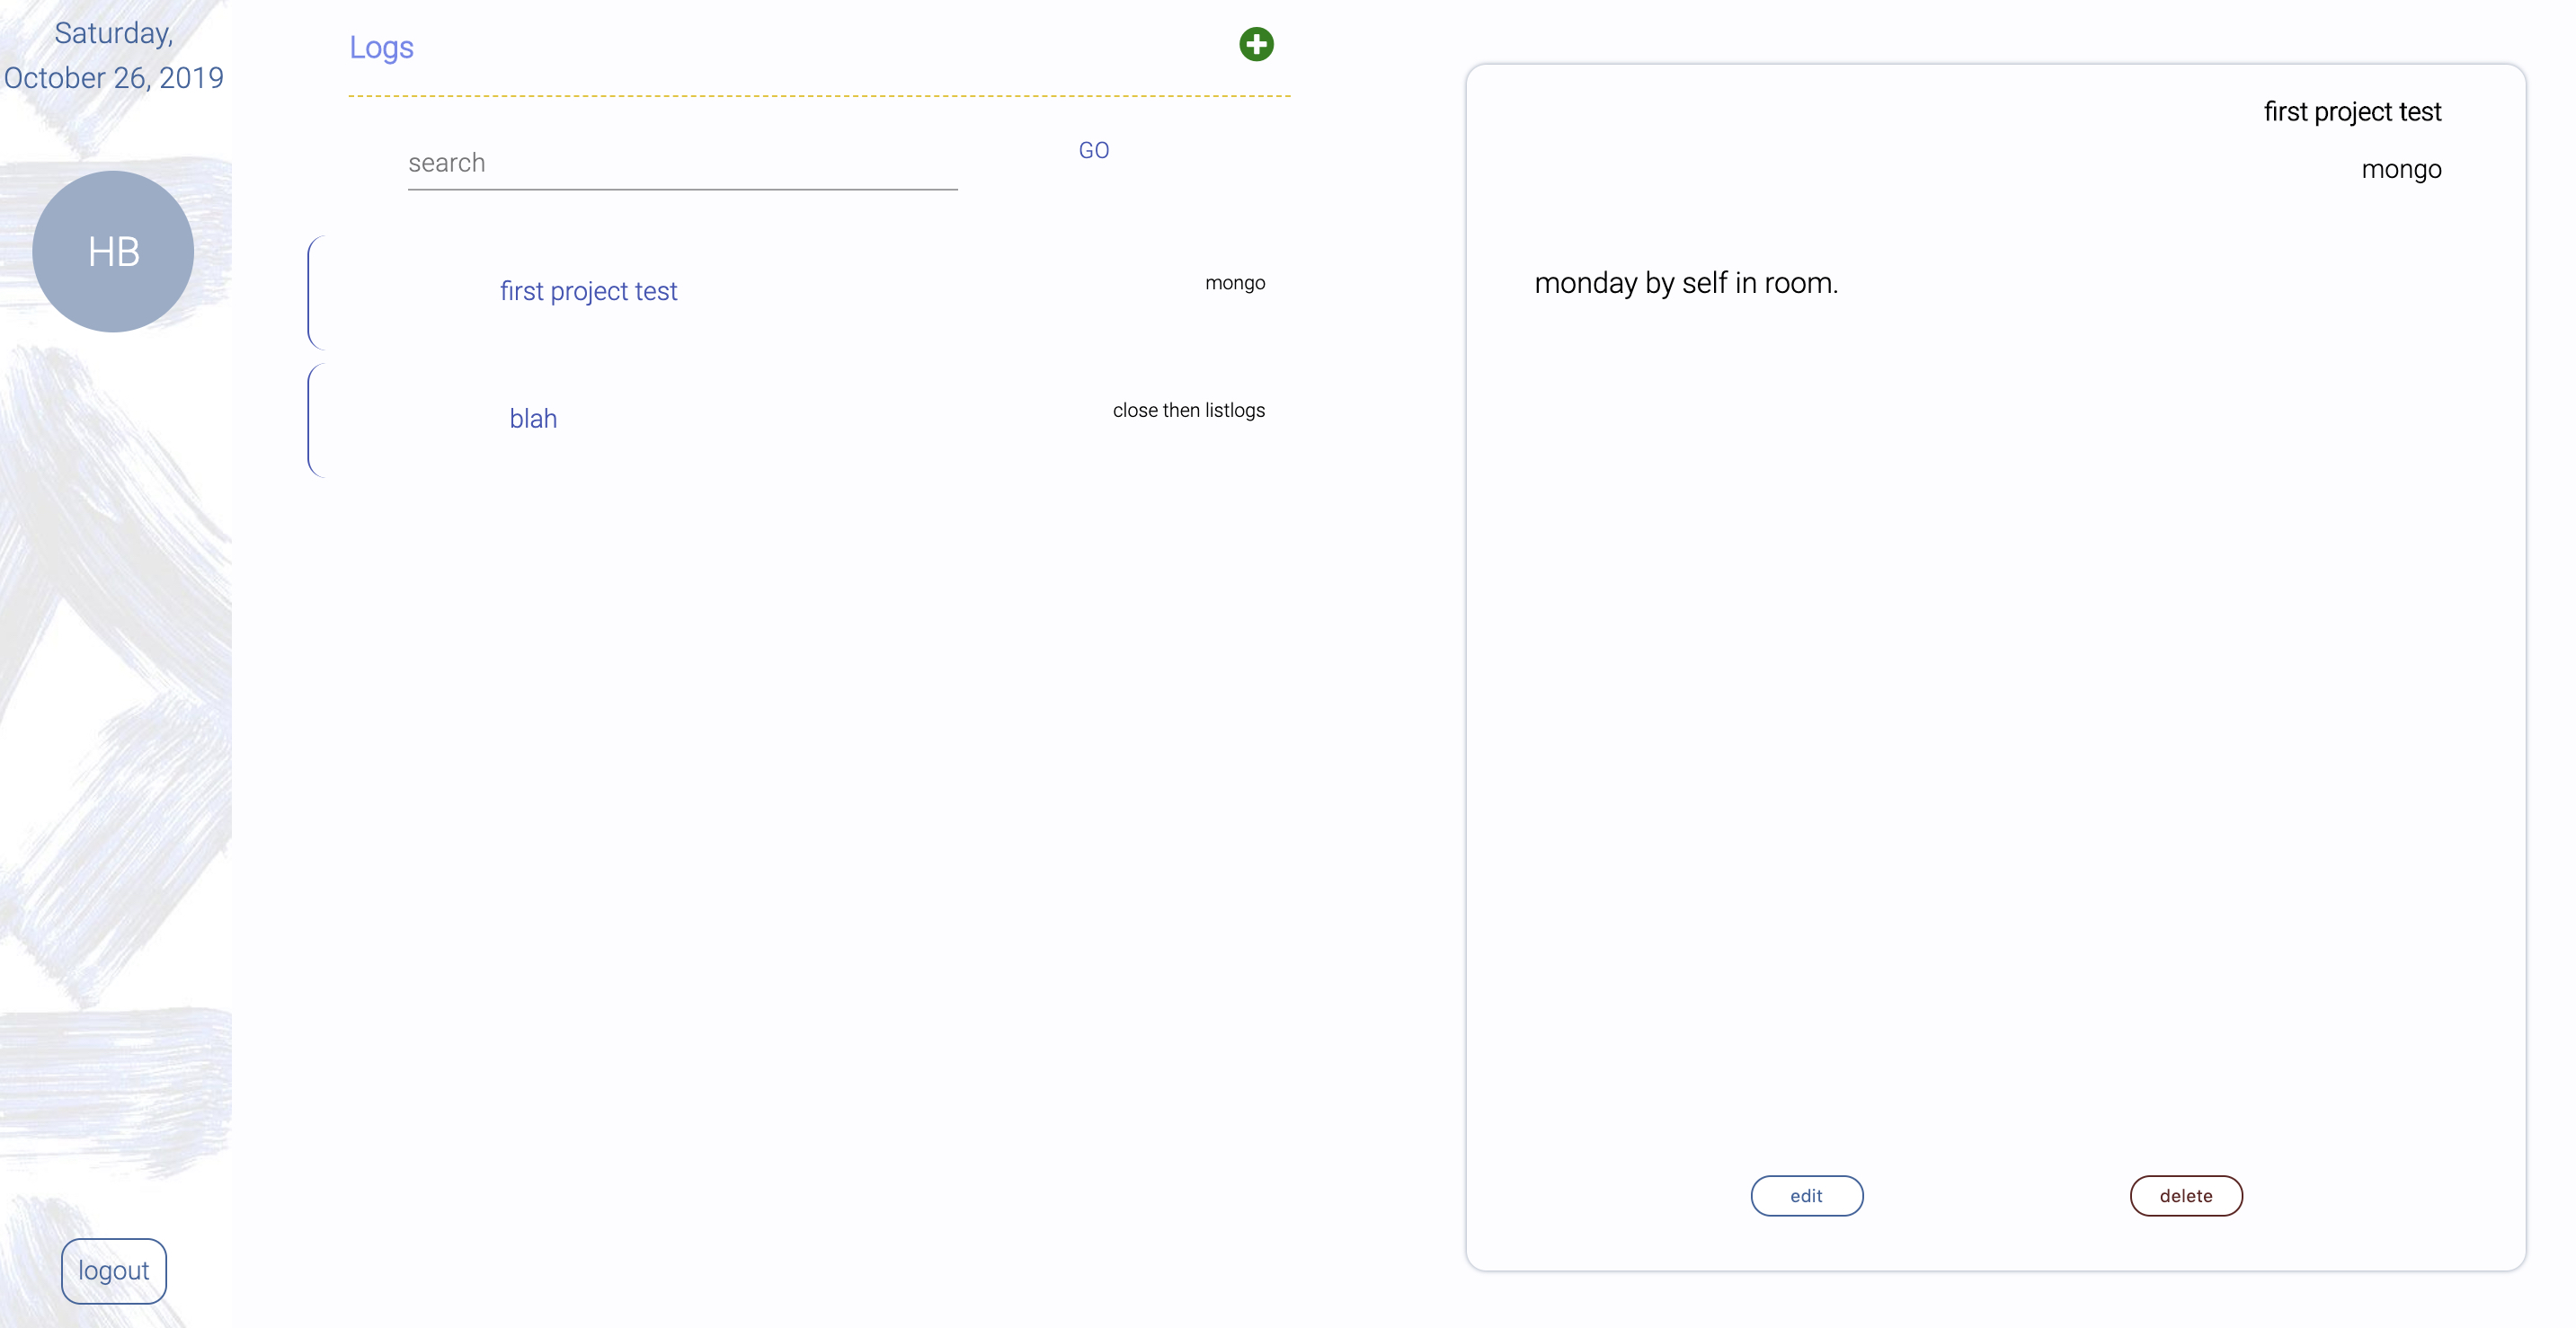 Saturday,
October 26, 2019
HB
logout
Logs
search
GO
first project test
mongo
blah
close then listlogs
first project test
mongo
monday by self in room.
edit
delete